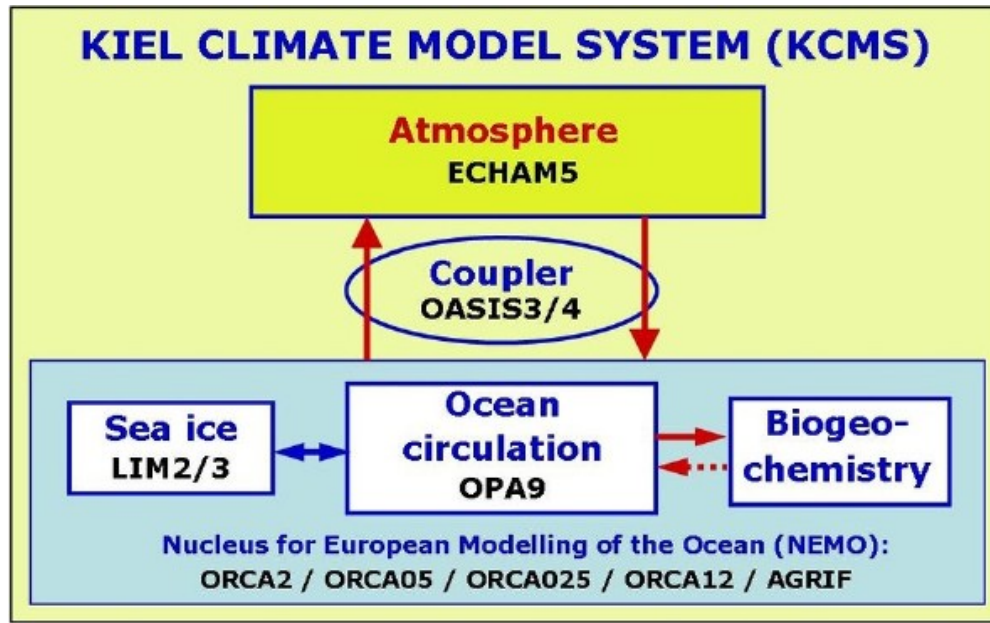 KIEL CLIMATE MODEL SYSTEM (KCMS)
Atmosphere
ECHAM5
Coupler
OASIS3/4
Sea ice
LIM2/3
Ocean
circulation
OPA9
Biogeo-
chemistry
Nucleus for European Modelling of the Ocean (NEMO):
ORCA2 / ORCA05 / ORCA025 / ORCA12 / AGRIF